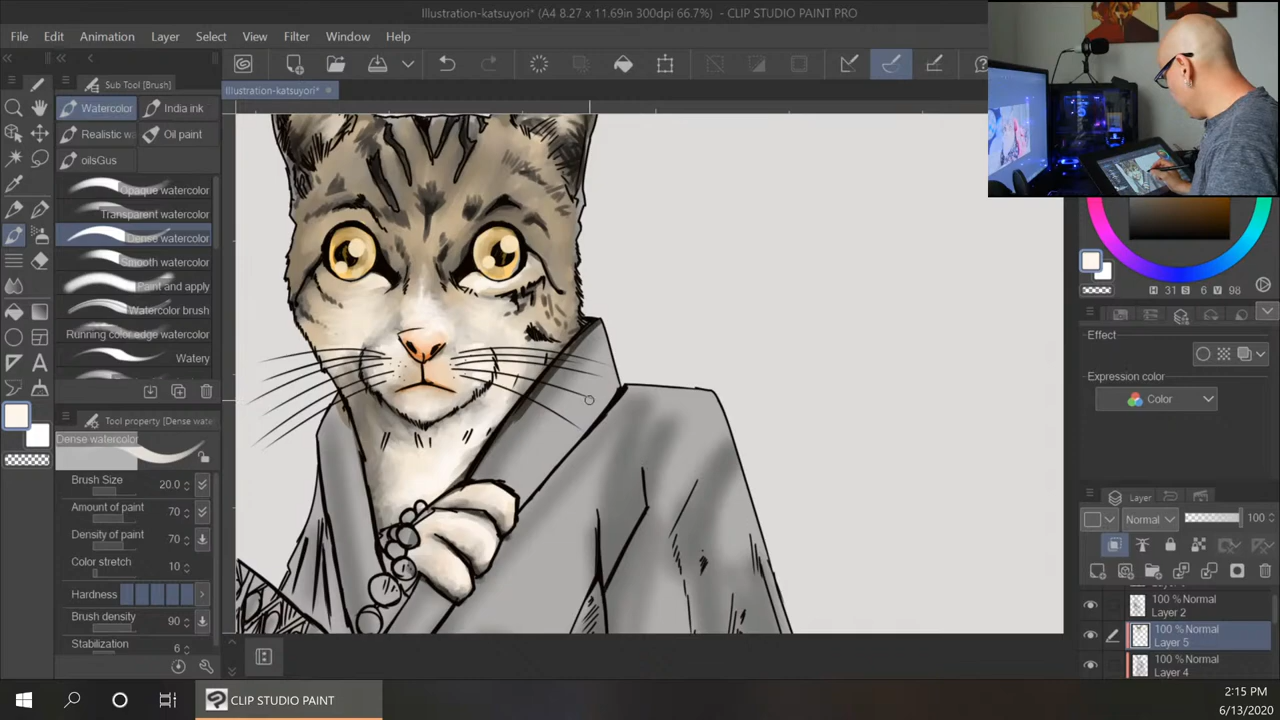 Illustration-katsuyori* (A4 8.27 x 11.69in 300dpi 66.7%) - CLIP STUDIO PAINT PRO
File Edit Animation Layer Select View Filter Window Help
Sub Tool [Brush]
Illustration-katsuyori*
Watercolor India ink
Realistic wa Oil paint
oilsGus
Opaque watercolor
Transparent watercolor
Dense watercolor
Smooth watercolor
Paint and apply
Watercolor brush
Running color edge watercolor
Watery
Tool property [Dense wate
Dense watercolor
Brush Size 20.0
Amount of paint 70
Density of paint 70
Color stretch 10
Hardness
Brush density 90
Stabilization 6
H 31 S 6 V 98
Effect
Expression color
Color
Layer
Normal 100
100 % Normal
Layer 2
100 % Normal
Layer 5
100 % Normal
Layer 4
CLIP STUDIO PAINT
2:15 PM
6/13/2020